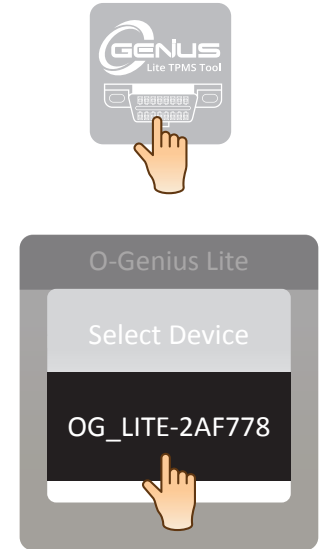 GENIUS
Lite TPMS Tool
O-Genius Lite
Select Device
OG_LITE-2AF778